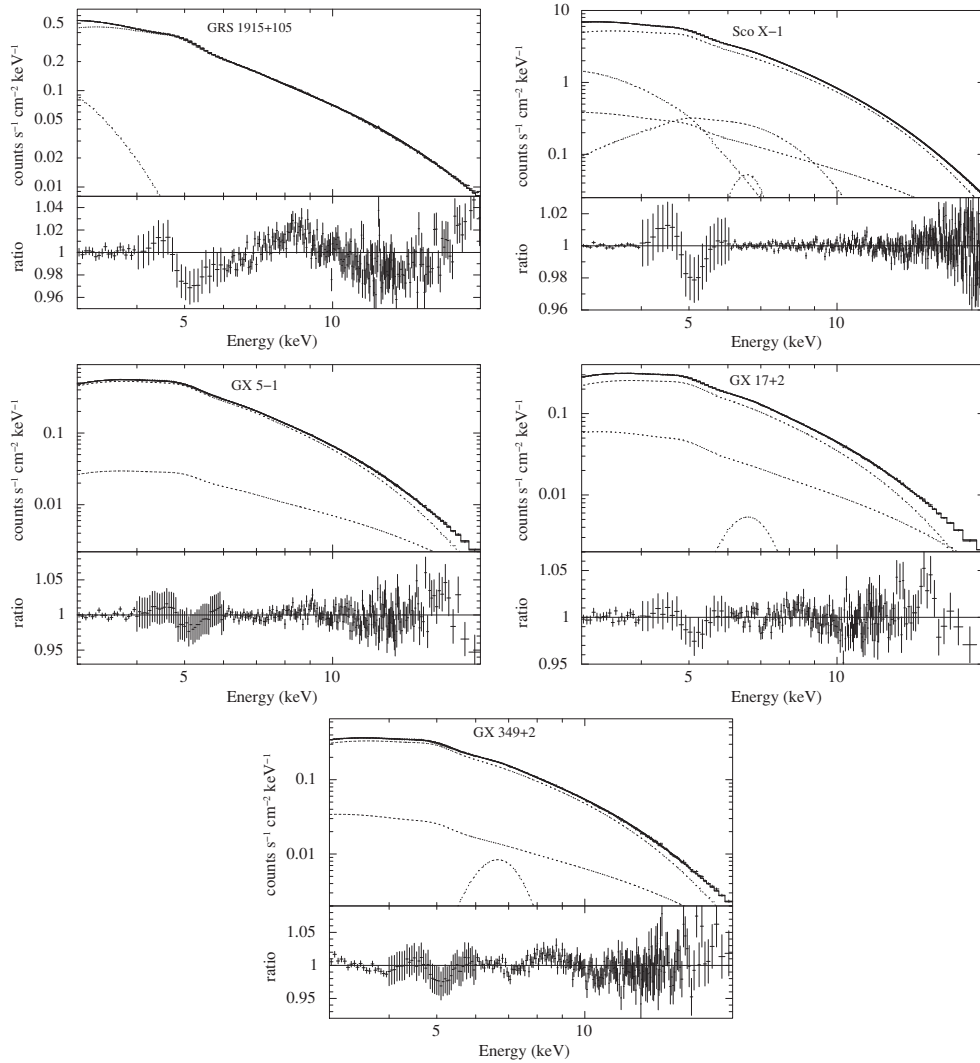 GRS 1915+105
counts s⁻¹ cm⁻² keV⁻¹
0.5
0.1
0.05
0.01
ratio
1.04
1.02
1
0.98
0.96
5
10
Energy (keV)
Sco X−1
counts s⁻¹ cm⁻² keV⁻¹
10
1
0.1
ratio
1.02
1
0.98
0.96
5
10
Energy (keV)
GX 5−1
counts s⁻¹ cm⁻² keV⁻¹
0.1
0.01
ratio
1.05
1
0.95
5
10
Energy (keV)
GX 17+2
counts s⁻¹ cm⁻² keV⁻¹
0.1
0.01
ratio
1.05
1
0.95
5
10
Energy (keV)
GX 349+2
counts s⁻¹ cm⁻² keV⁻¹
0.1
0.01
ratio
1.05
1
0.95
5
10
Energy (keV)